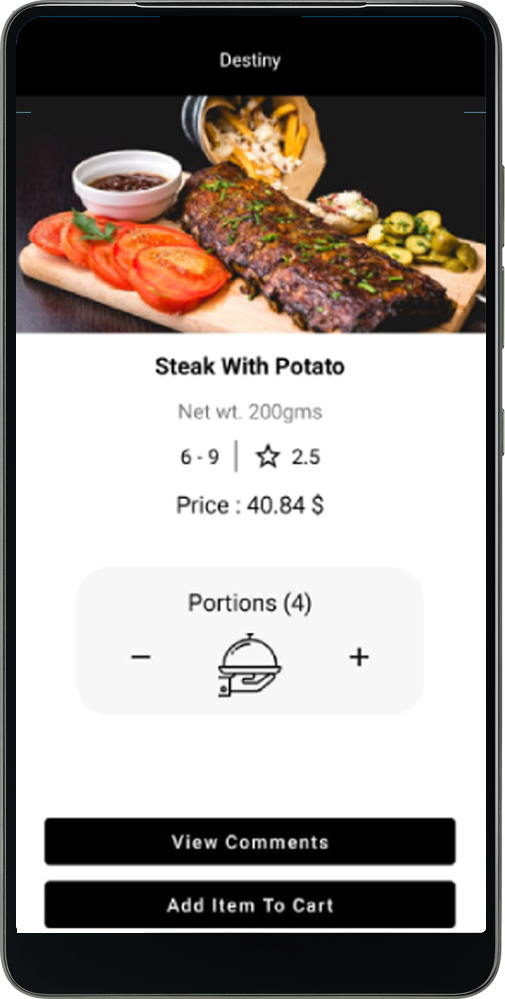 Destiny
Steak With Potato
Net wt. 200gms
6 - 9 | 2.5
Price : 40.84 $
Portions (4)
− +
View Comments
Add Item To Cart